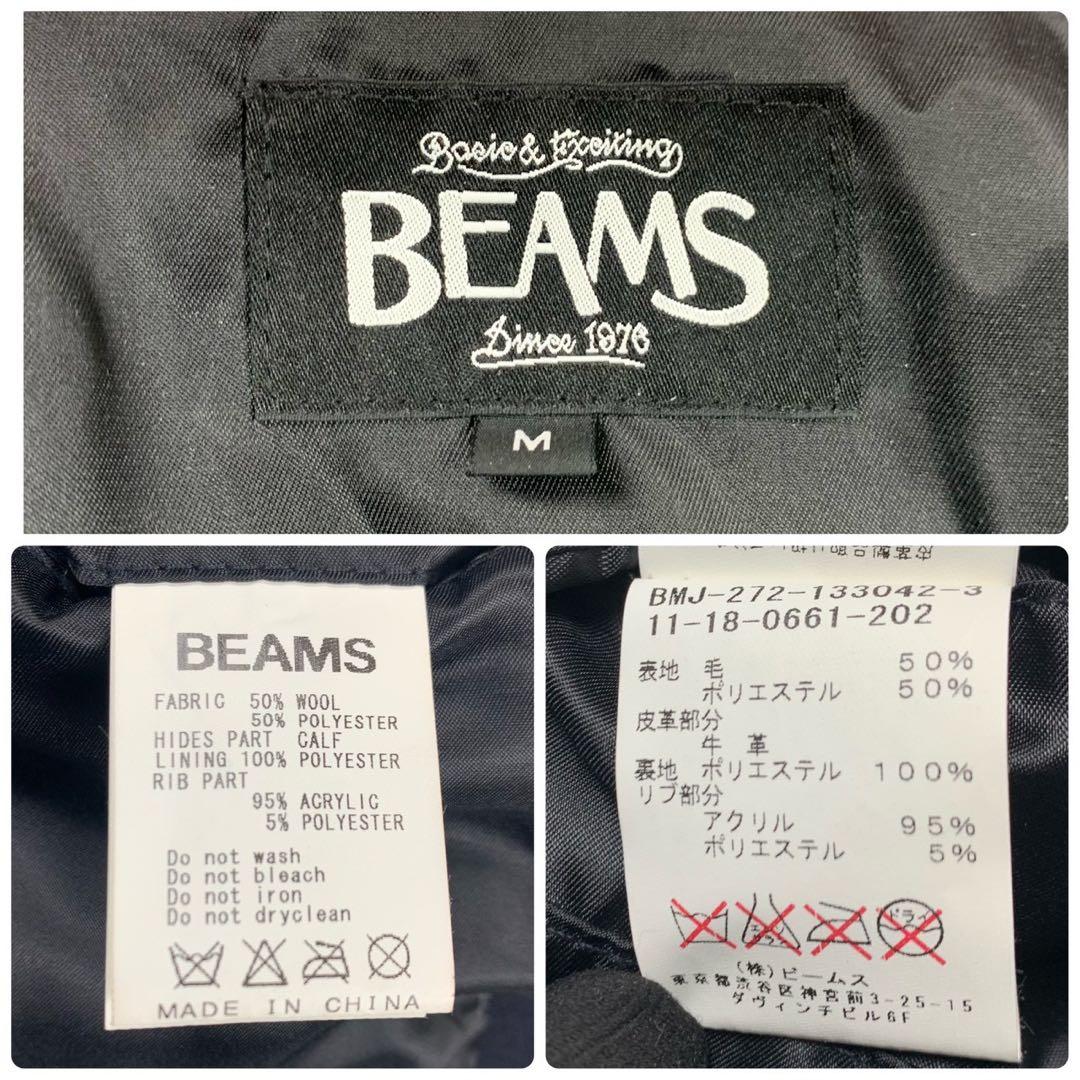 Basic & Exciting
BEAMS
Since 1976
M
BEAMS
FABRIC 50% WOOL
50% POLYESTER
HIDES PART CALF
LINING 100% POLYESTER
RIB PART
95% ACRYLIC
5% POLYESTER
Do not wash
Do not bleach
Do not iron
Do not dryclean
MADE IN CHINA
BMJ-272-133042-3
11-18-0661-202
表地 毛 50%
ポリエステル 50%
皮革部分
牛 革
裏地 ポリエステル 100%
リブ部分
アクリル 95%
ポリエステル 5%
エンソ
ドライ
(株)ビームス
東京都渋谷区神宮前3-25-15
ダヴィンチビル6F